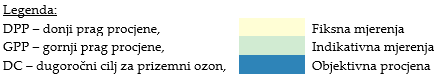 Legenda:
DPP – donji prag procjene, Fiksna mjerenja
GPP – gornji prag procjene, Indikativna mjerenja
DC – dugoročni cilj za prizemni ozon, Objektivna procjena